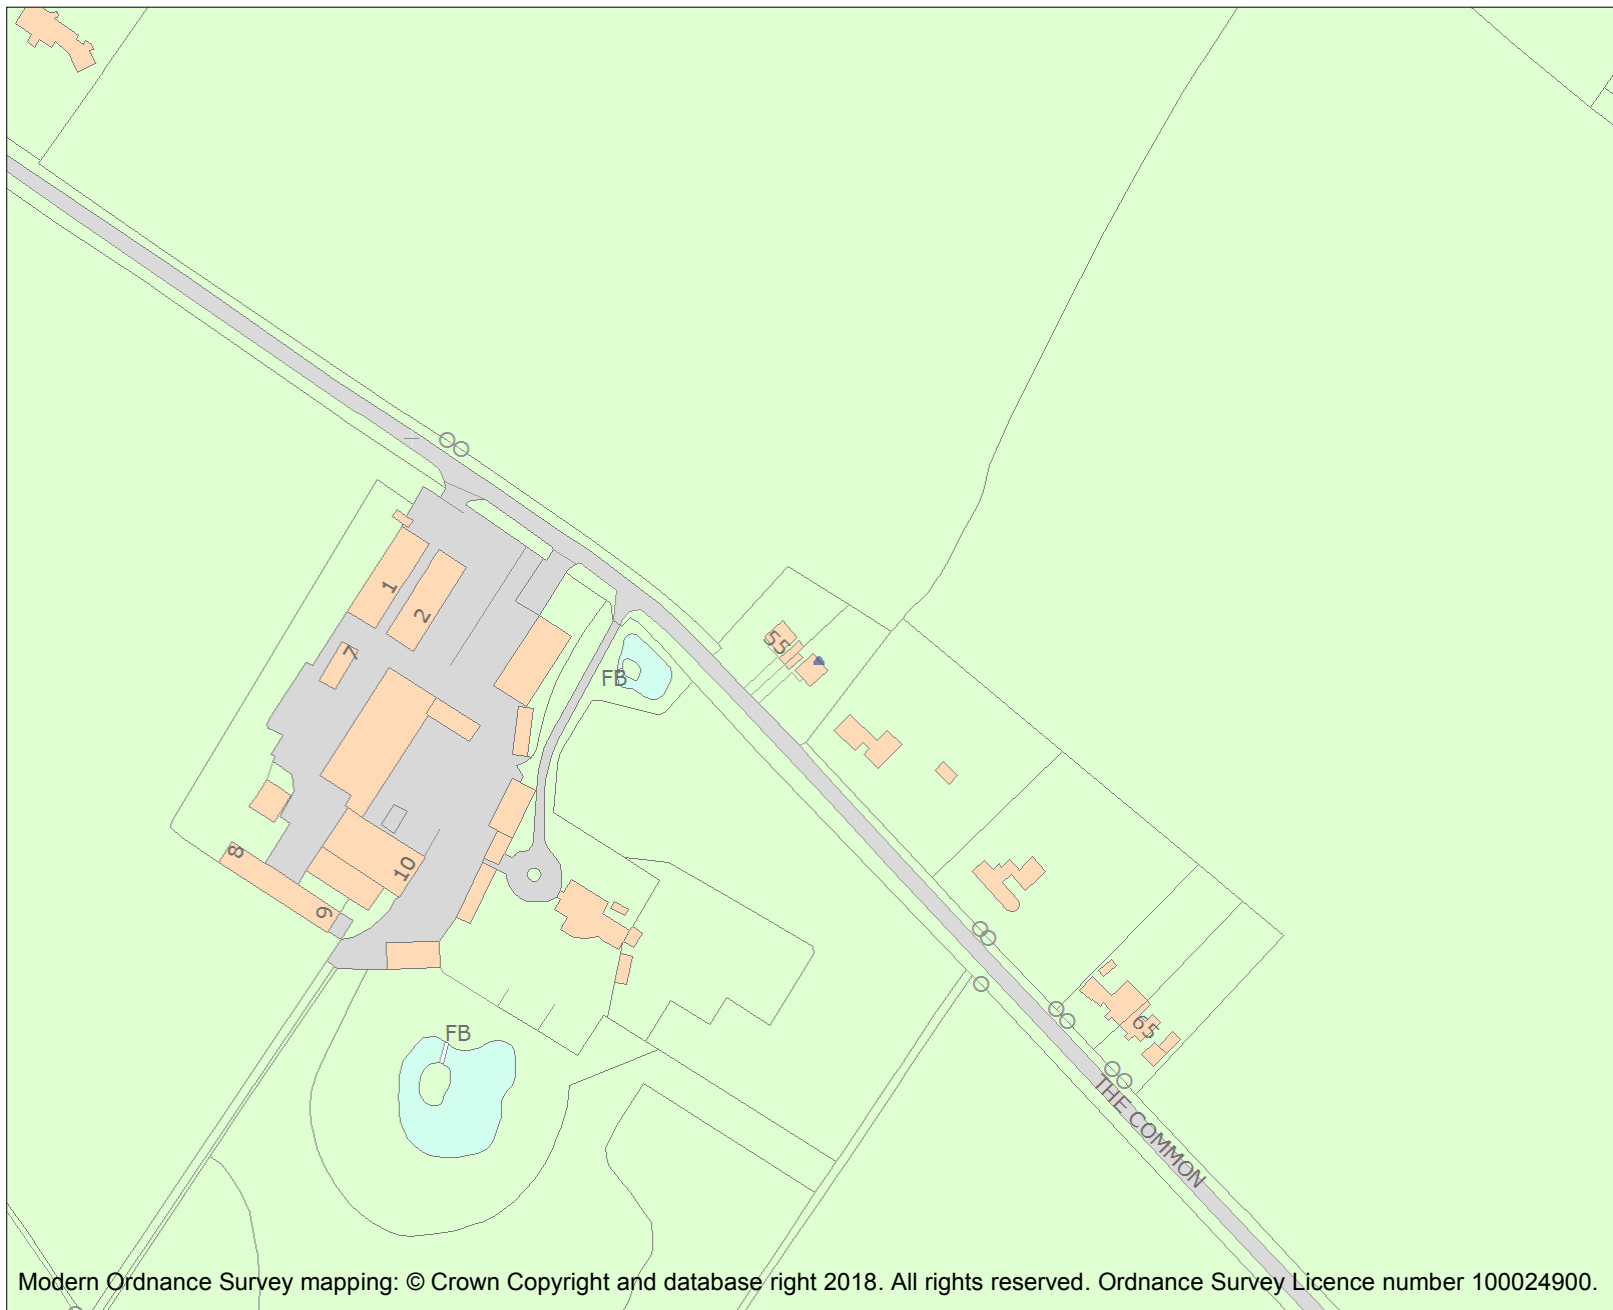 1
2
7
55
FB
8
10
9
65
FB
THE COMMON
Modern Ordnance Survey mapping: © Crown Copyright and database right 2018. All rights reserved. Ordnance Survey Licence number 100024900.